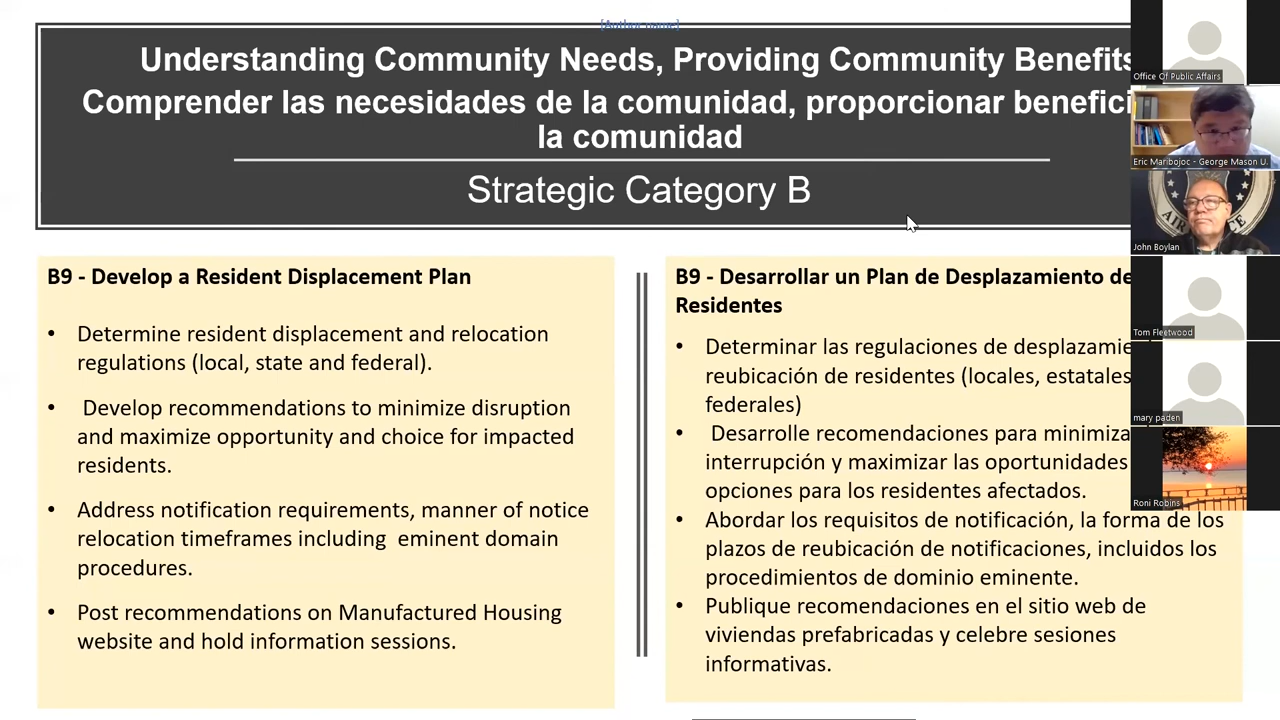 [Author name]
Understanding Community Needs, Providing Community Benefits
Comprender las necesidades de la comunidad, proporcionar benefici
la comunidad
Strategic Category B
B9 - Develop a Resident Displacement Plan
• Determine resident displacement and relocation
regulations (local, state and federal).
• Develop recommendations to minimize disruption
and maximize opportunity and choice for impacted
residents.
• Address notification requirements, manner of notice
relocation timeframes including eminent domain
procedures.
• Post recommendations on Manufactured Housing
website and hold information sessions.
B9 - Desarrollar un Plan de Desplazamiento de
Residentes
• Determinar las regulaciones de desplazamie
reubicación de residentes (locales, estatales
federales)
• Desarrolle recomendaciones para minimiza
interrupción y maximizar las oportunidades
opciones para los residentes afectados.
• Abordar los requisitos de notificación, la forma de los
plazos de reubicación de notificaciones, incluidos los
procedimientos de dominio eminente.
• Publique recomendaciones en el sitio web de
viviendas prefabricadas y celebre sesiones
informativas.
Office Of Public Affairs
Eric Maribojoc - George Mason U.
John Boylan
Tom Fleetwood
mary paden
Roni Robins